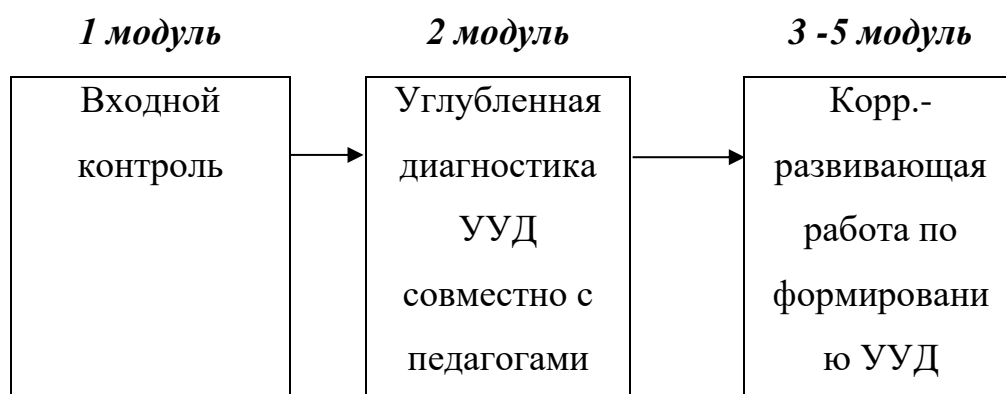 1 модуль
2 модуль
3 -5 модуль
Входной
контроль
Углубленная
диагностика
УУД
совместно с
педагогами
Корр.-
развивающая
работа по
формировани
ю УУД